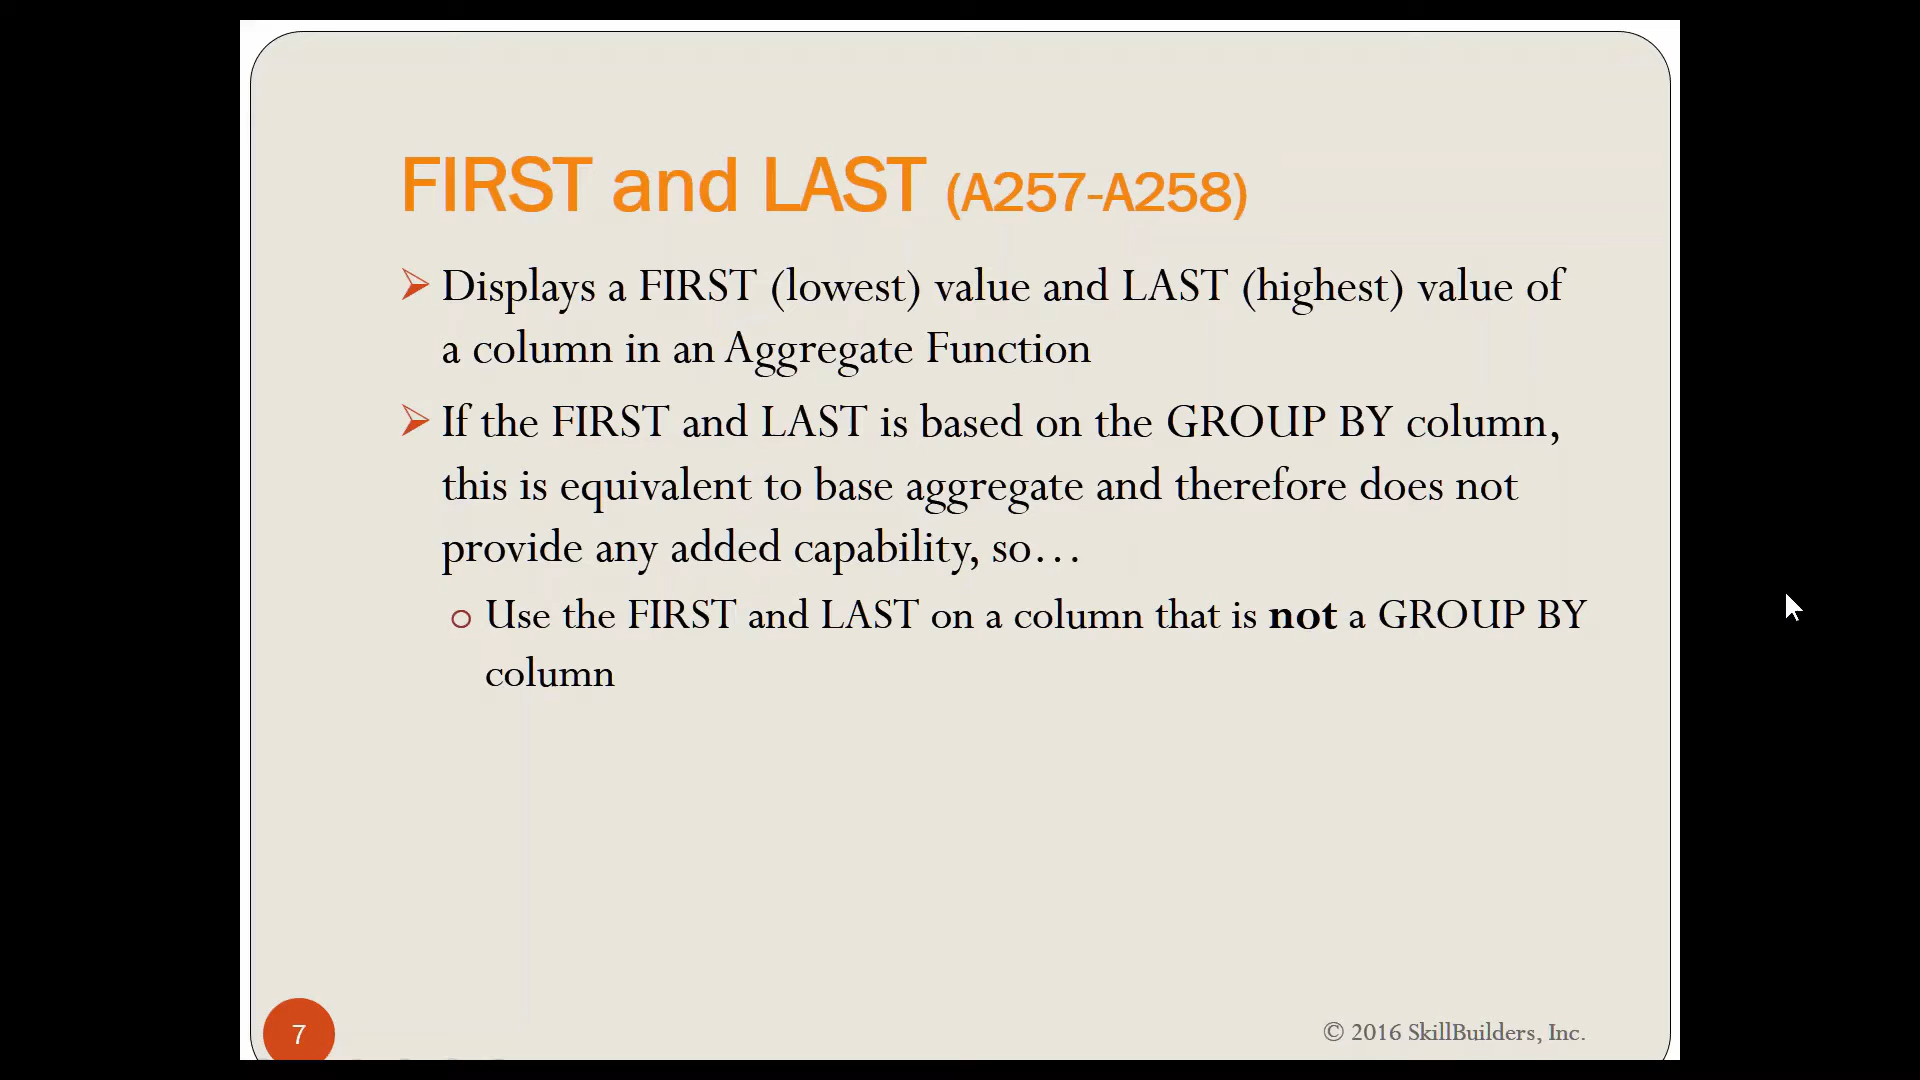 FIRST and LAST (A257-A258)
Displays a FIRST (lowest) value and LAST (highest) value of
a column in an Aggregate Function
If the FIRST and LAST is based on the GROUP BY column,
this is equivalent to base aggregate and therefore does not
provide any added capability, so…
Use the FIRST and LAST on a column that is not a GROUP BY
column
7
© 2016 SkillBuilders, Inc.